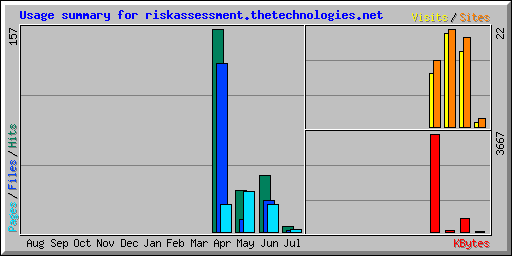 Usage summary for riskassessment.thetechnologies.net
Visits/Sites
157
22
3667
Pages/Files/Hits
Aug Sep Oct Nov Dec Jan Feb Mar Apr May Jun Jul
KBytes